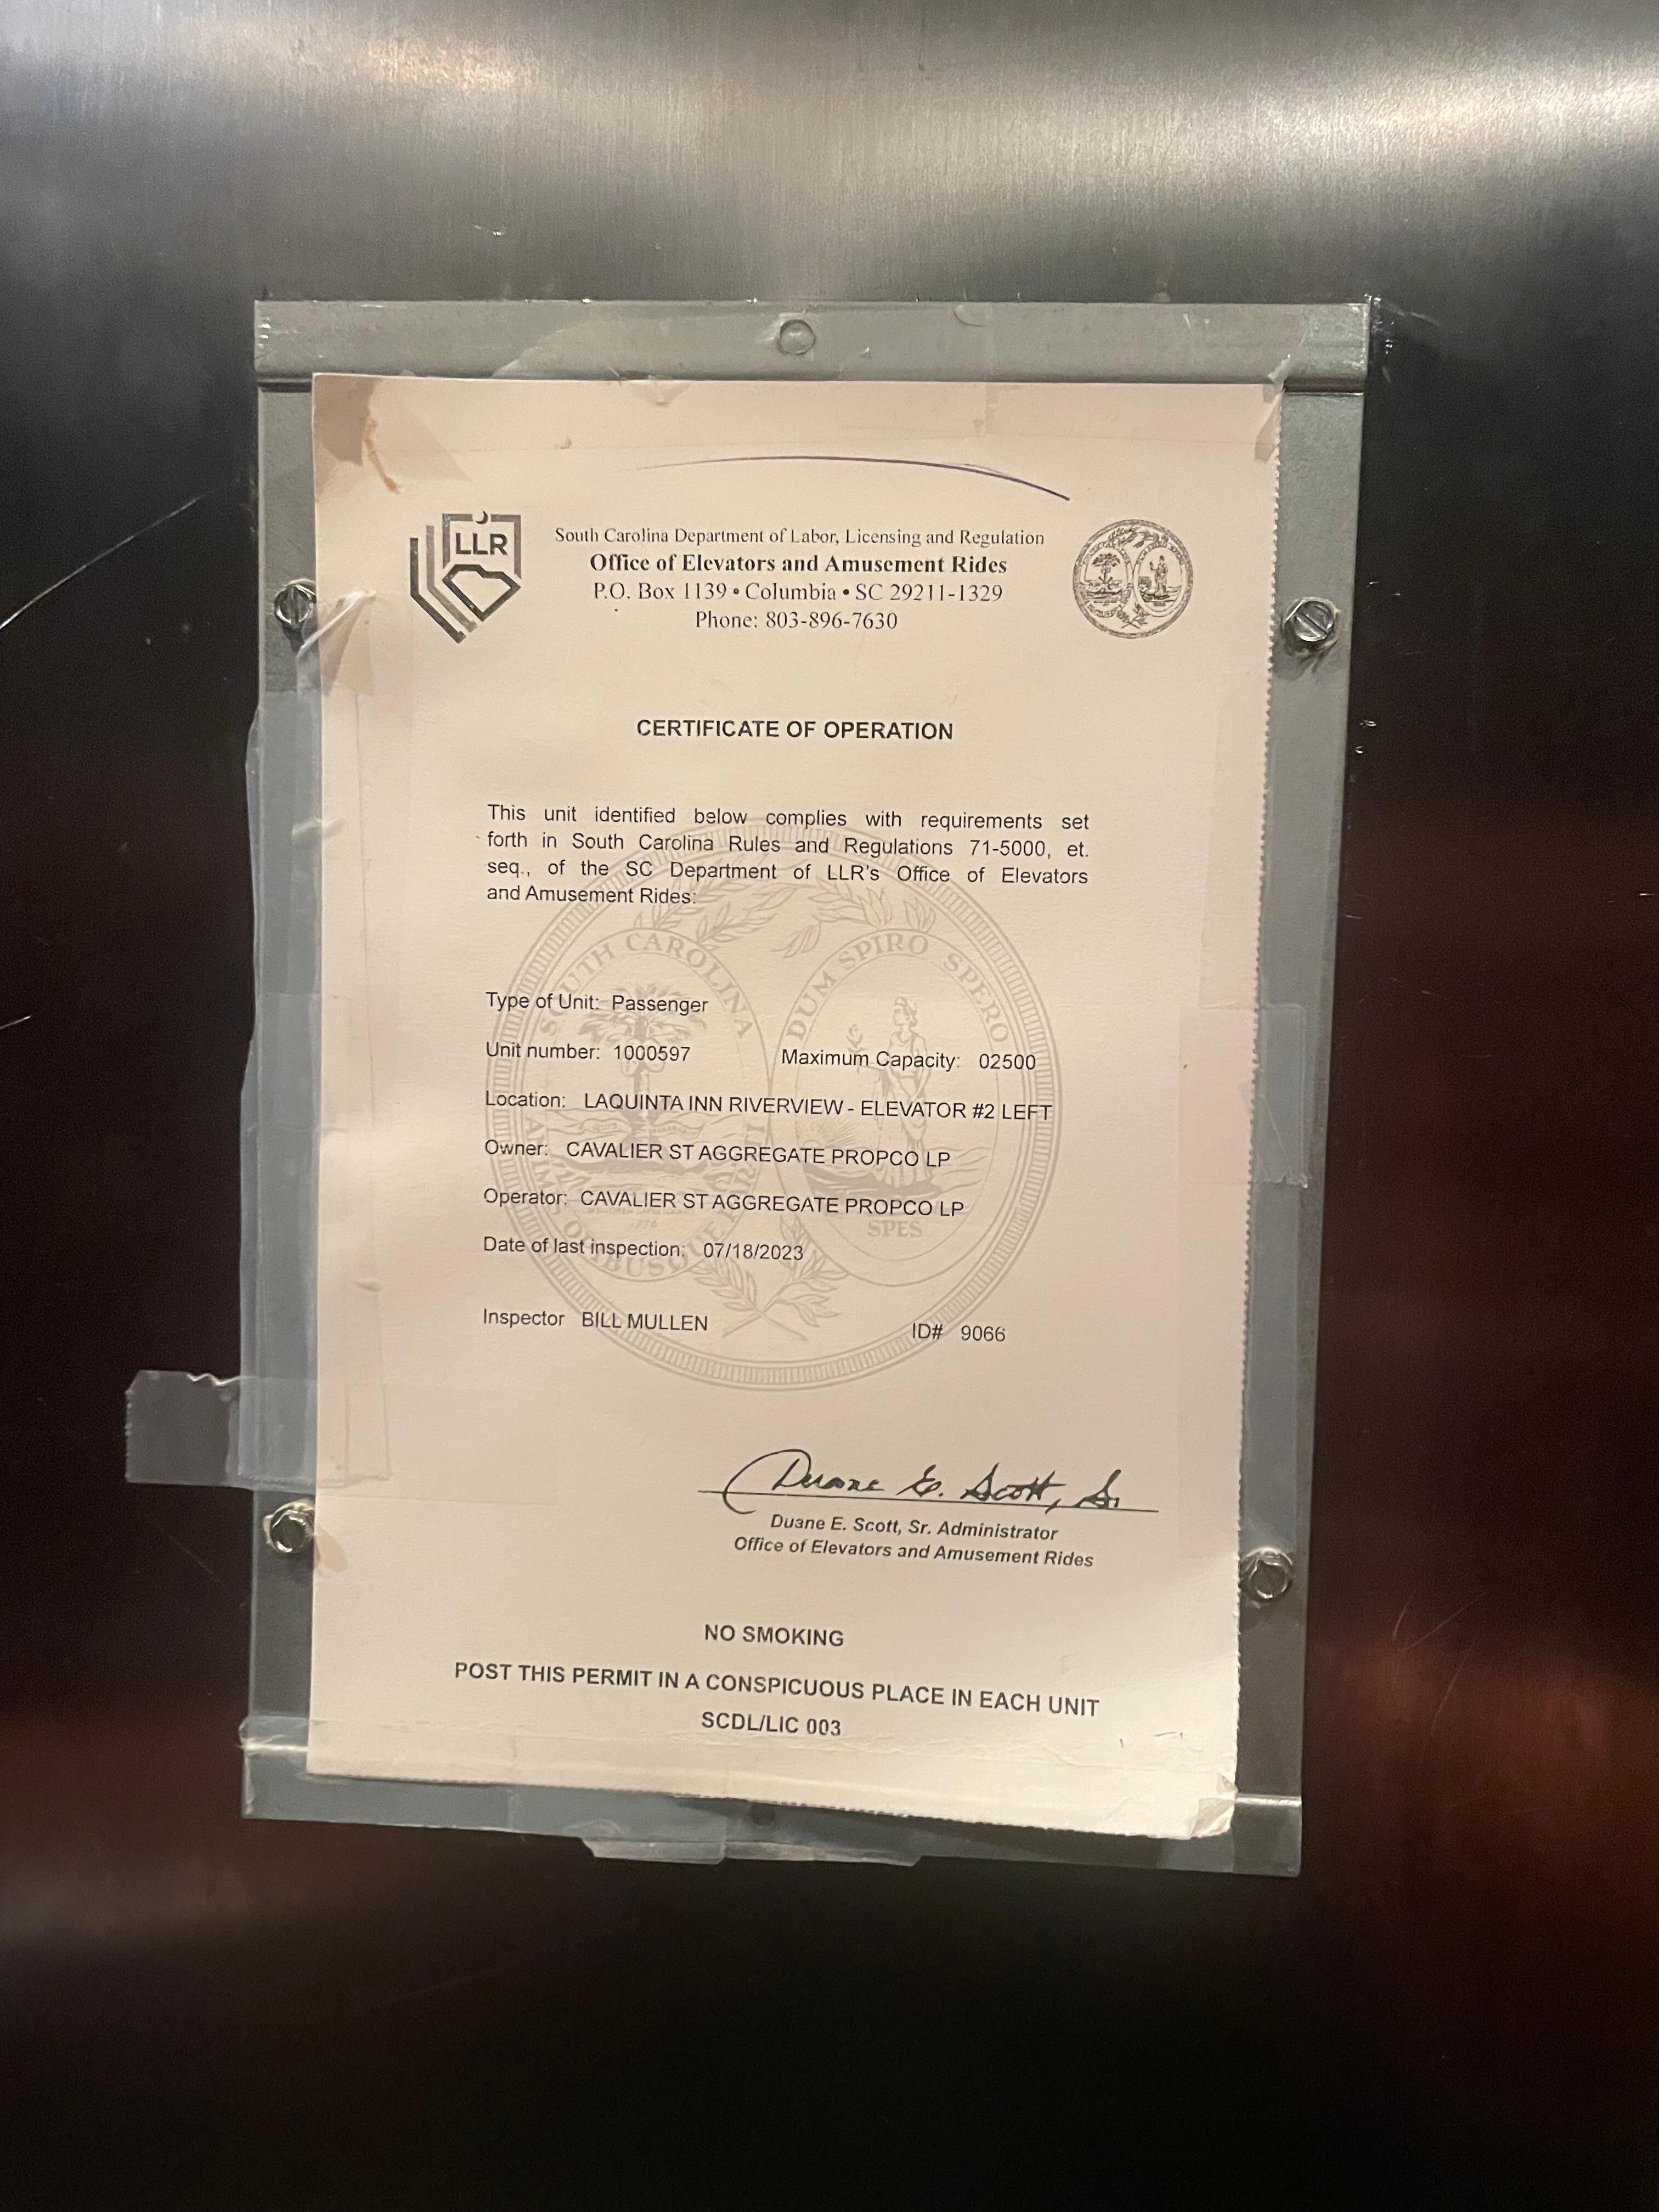 LLR
South Carolina Department of Labor, Licensing and Regulation
Office of Elevators and Amusement Rides
P.O. Box 1139 • Columbia • SC 29211-1329
Phone: 803-896-7630
CERTIFICATE OF OPERATION
This unit identified below complies with requirements set
forth in South Carolina Rules and Regulations 71-5000, et.
seq., of the SC Department of LLR's Office of Elevators
and Amusement Rides:
SOUTH CAROLINA
DUM SPIRO SPERO
Type of Unit: Passenger
Unit number: 1000597 Maximum Capacity: 02500
Location: LAQUINTA INN RIVERVIEW - ELEVATOR #2 LEFT
Owner: CAVALIER ST AGGREGATE PROPCO LP
Operator: CAVALIER ST AGGREGATE PROPCO LP
SPES
Date of last inspection: 07/18/2023
Inspector BILL MULLEN ID# 9066
Duane E. Scott, Sr.
Duane E. Scott, Sr. Administrator
Office of Elevators and Amusement Rides
NO SMOKING
POST THIS PERMIT IN A CONSPICUOUS PLACE IN EACH UNIT
SCDL/LIC 003